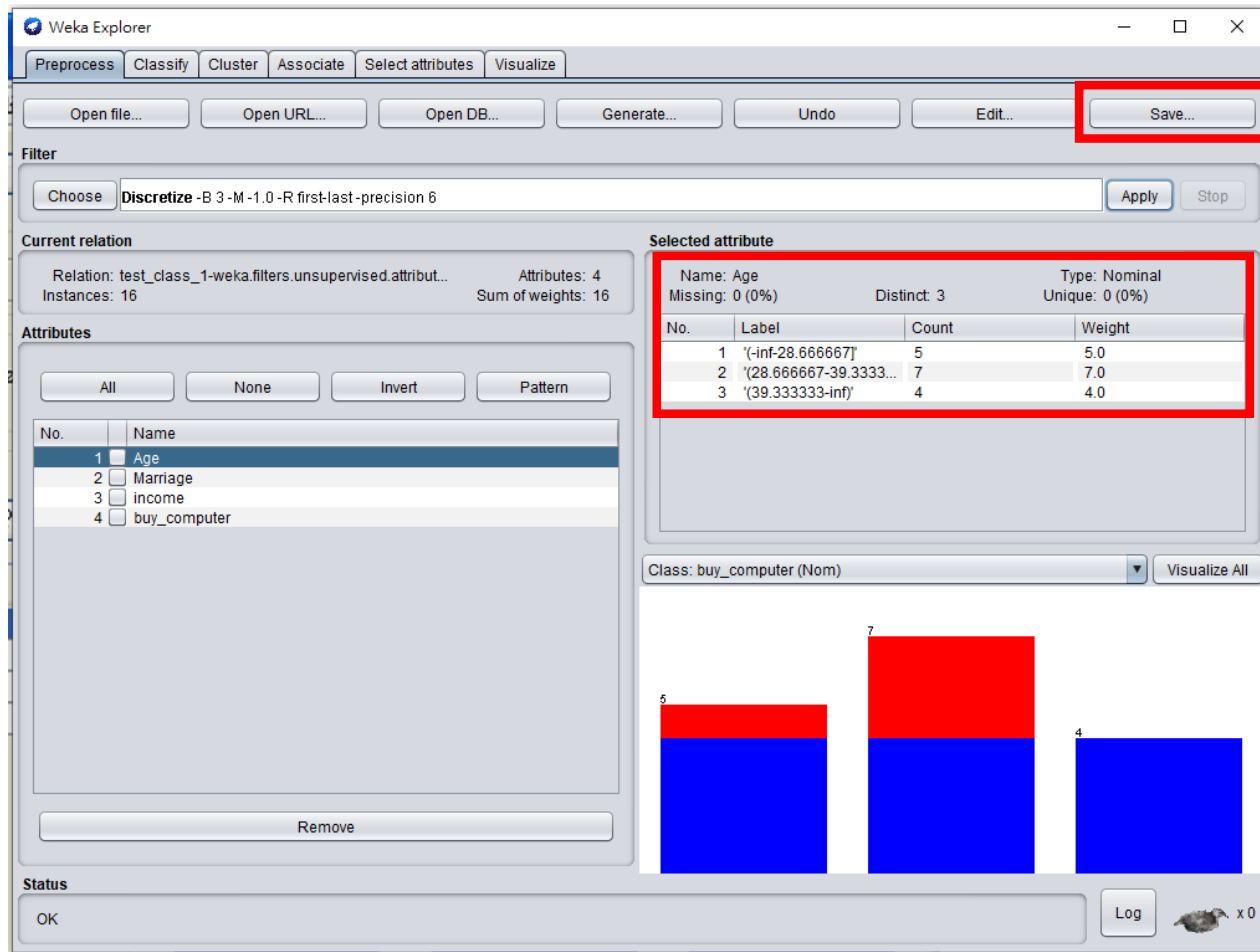 Weka Explorer
Preprocess Classify Cluster Associate Select attributes Visualize
Open file... Open URL... Open DB... Generate... Undo Edit... Save...
Filter
Choose Discretize -B 3 -M -1.0 -R first-last -precision 6 Apply Stop
Current relation
Relation: test_class_1-weka.filters.unsupervised.attribut... Attributes: 4
Instances: 16 Sum of weights: 16
Attributes
All None Invert Pattern
No. Name
1 Age
2 Marriage
3 income
4 buy_computer
Remove
Selected attribute
Name: Age Type: Nominal
Missing: 0 (0%) Distinct: 3 Unique: 0 (0%)
No. Label Count Weight
1 '(-inf-28.666667]' 5 5.0
2 '(28.666667-39.3333... 7 7.0
3 '(39.333333-inf)' 4 4.0
Class: buy_computer (Nom) Visualize All
7
5
4
Status
OK
Log x 0